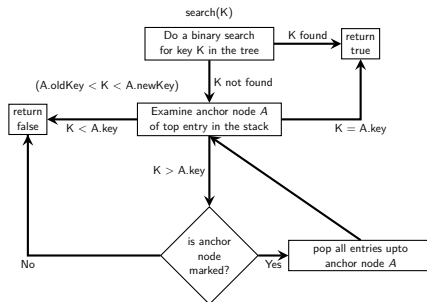 search(K)
Do a binary search
for key K in the tree
K found
return
true
K not found
(A.oldKey < K < A.newKey)
return
false
Examine anchor node A
of top entry in the stack
K < A.key
K = A.key
K > A.key
is anchor
node
marked?
No
Yes
pop all entries upto
anchor node A